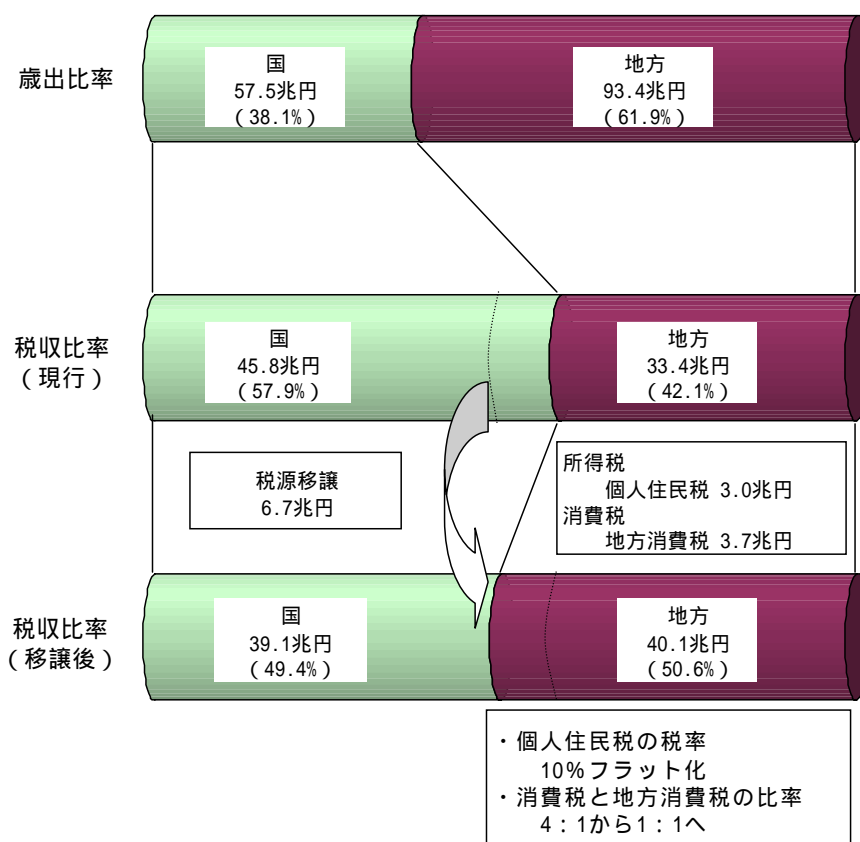 歳出比率
国
57.5兆円
(38.1%)
地方
93.4兆円
(61.9%)
税収比率
(現行)
国
45.8兆円
(57.9%)
地方
33.4兆円
(42.1%)
税源移譲
6.7兆円
所得税
個人住民税 3.0兆円
消費税
地方消費税 3.7兆円
税収比率
(移譲後)
国
39.1兆円
(49.4%)
地方
40.1兆円
(50.6%)
・個人住民税の税率
10%フラット化
・消費税と地方消費税の比率
4:1から1:1へ